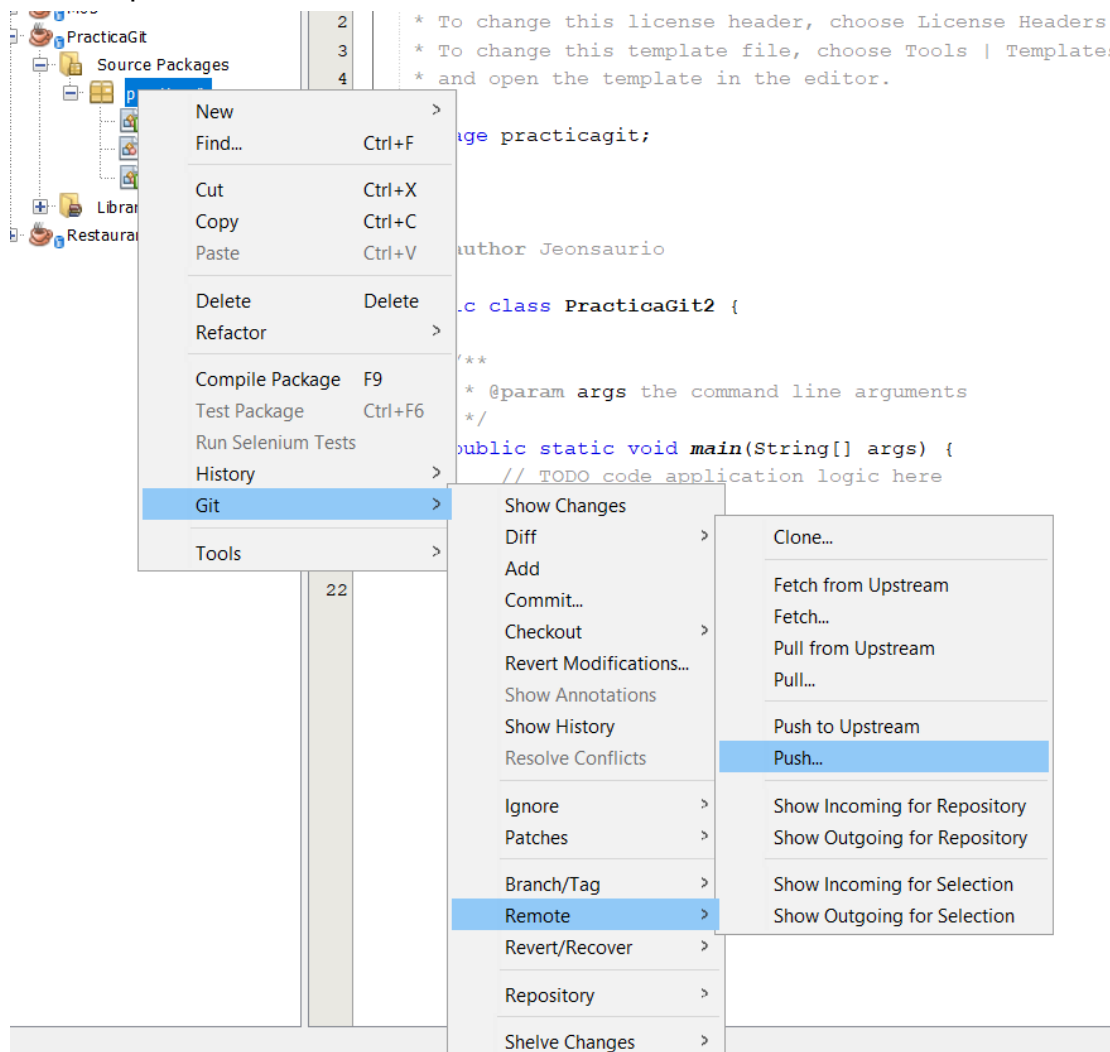 PracticaGit
Source Packages
Librar
Restaurar
2 * To change this license header, choose License Headers
3 * To change this template file, choose Tools | Templates
4 * and open the template in the editor.
age practicagit;
author Jeonsaurio
c class PracticaGit2 {
/**
* @param args the command line arguments
*/
public static void main(String[] args) {
// TODO code application logic here
22
New >
Find... Ctrl+F
Cut Ctrl+X
Copy Ctrl+C
Paste Ctrl+V
Delete Delete
Refactor >
Compile Package F9
Test Package Ctrl+F6
Run Selenium Tests
History >
Git >
Tools >
Show Changes
Diff >
Add
Commit...
Checkout >
Revert Modifications...
Show Annotations
Show History
Resolve Conflicts
Ignore >
Patches >
Branch/Tag >
Remote >
Revert/Recover >
Repository >
Shelve Changes >
Clone...
Fetch from Upstream
Fetch...
Pull from Upstream
Pull...
Push to Upstream
Push...
Show Incoming for Repository
Show Outgoing for Repository
Show Incoming for Selection
Show Outgoing for Selection